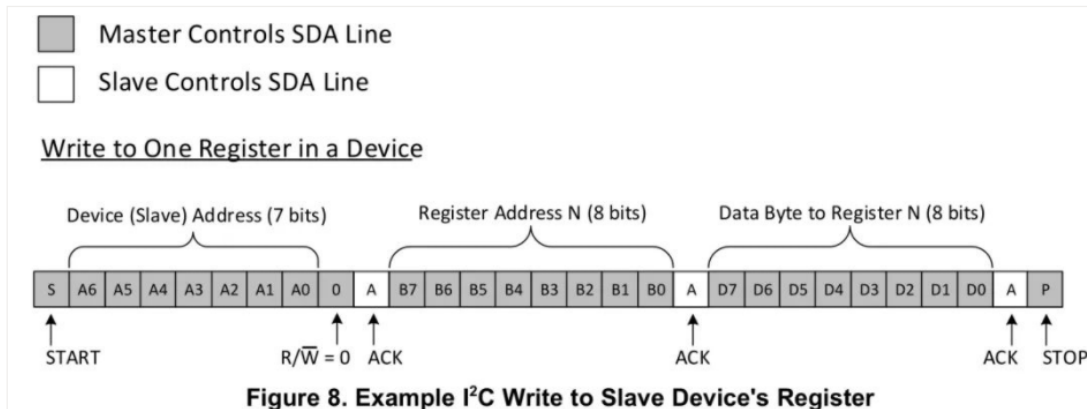 Master Controls SDA Line
Slave Controls SDA Line
Write to One Register in a Device
Device (Slave) Address (7 bits) Register Address N (8 bits) Data Byte to Register N (8 bits)
S A6 A5 A4 A3 A2 A1 A0 0 A B7 B6 B5 B4 B3 B2 B1 B0 A D7 D6 D5 D4 D3 D2 D1 D0 A P
START R/W̅ = 0 ACK ACK ACK STOP
Figure 8. Example I²C Write to Slave Device's Register